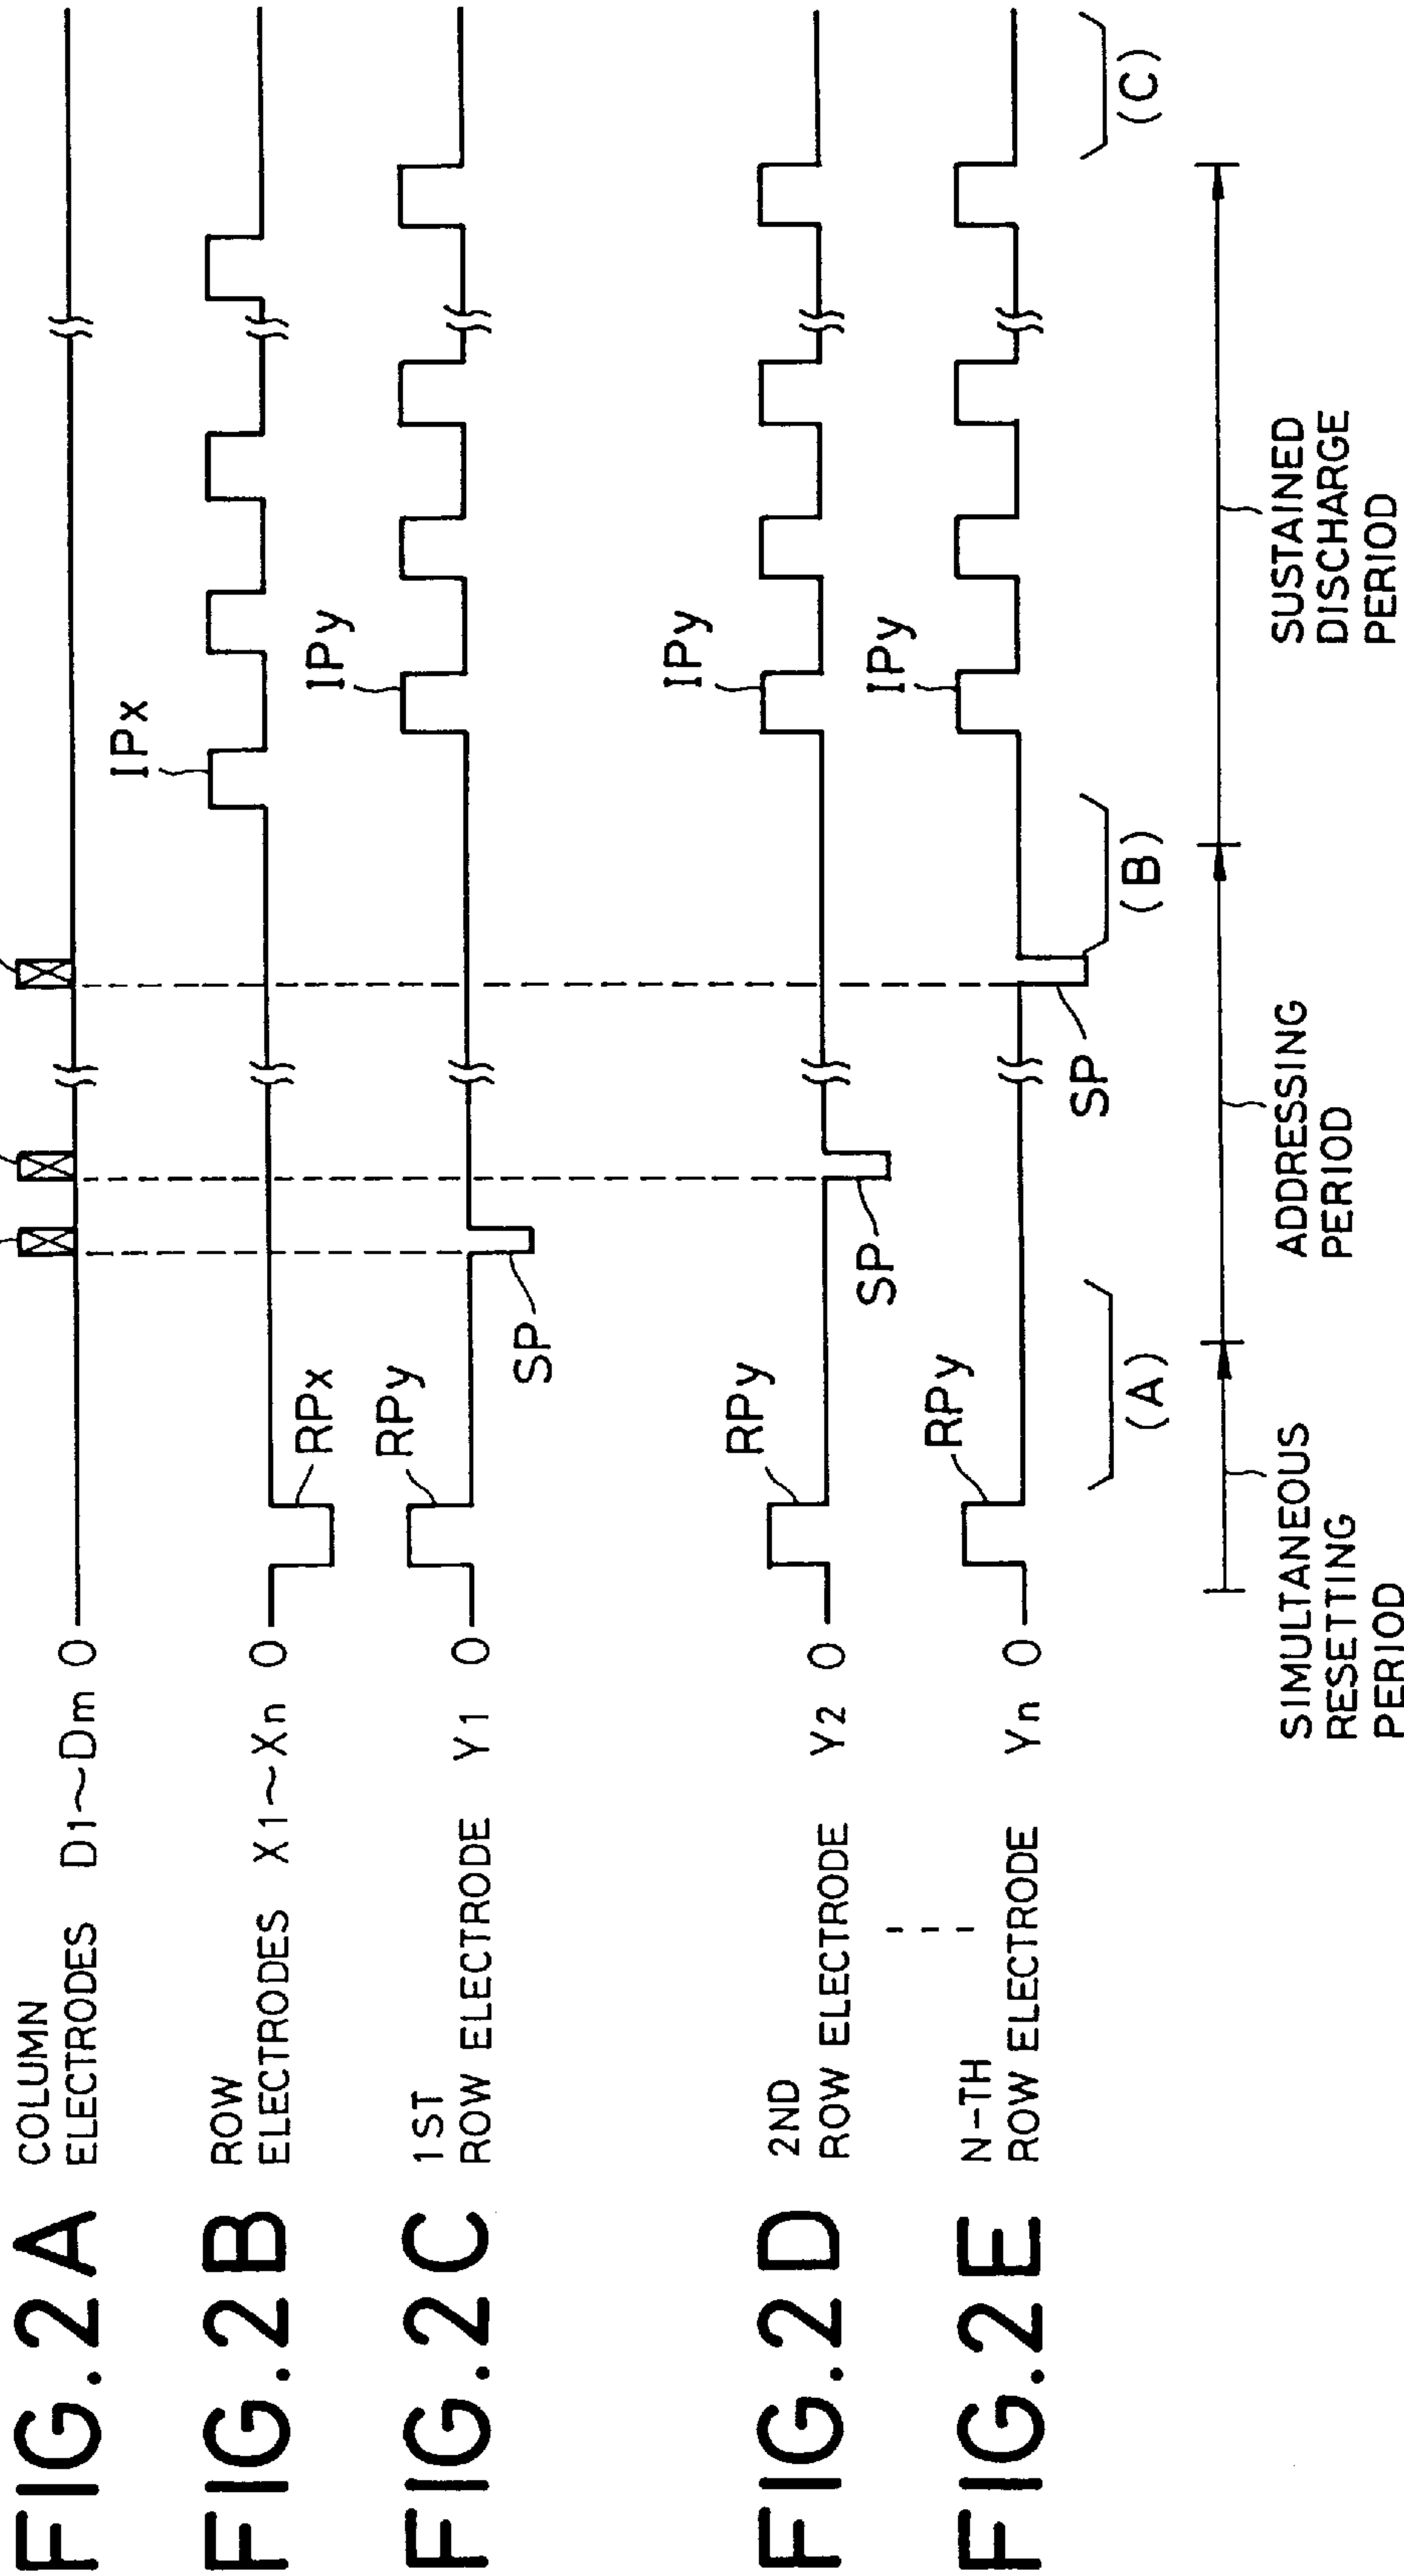 FIG.2A
COLUMN
ELECTRODES D1~Dm 0
FIG.2B
ROW
ELECTRODES X1~Xn 0
RPx
IPx
FIG.2C
1ST
ROW ELECTRODE Y1 0
RPy
SP
IPy
FIG.2D
2ND
ROW ELECTRODE Y2 0
RPy
SP
IPy
FIG.2E
N-TH
ROW ELECTRODE Yn 0
RPy
SP
IPy
(A)
(B)
(C)
SIMULTANEOUS
RESETTING
PERIOD
ADDRESSING
PERIOD
SUSTAINED
DISCHARGE
PERIOD